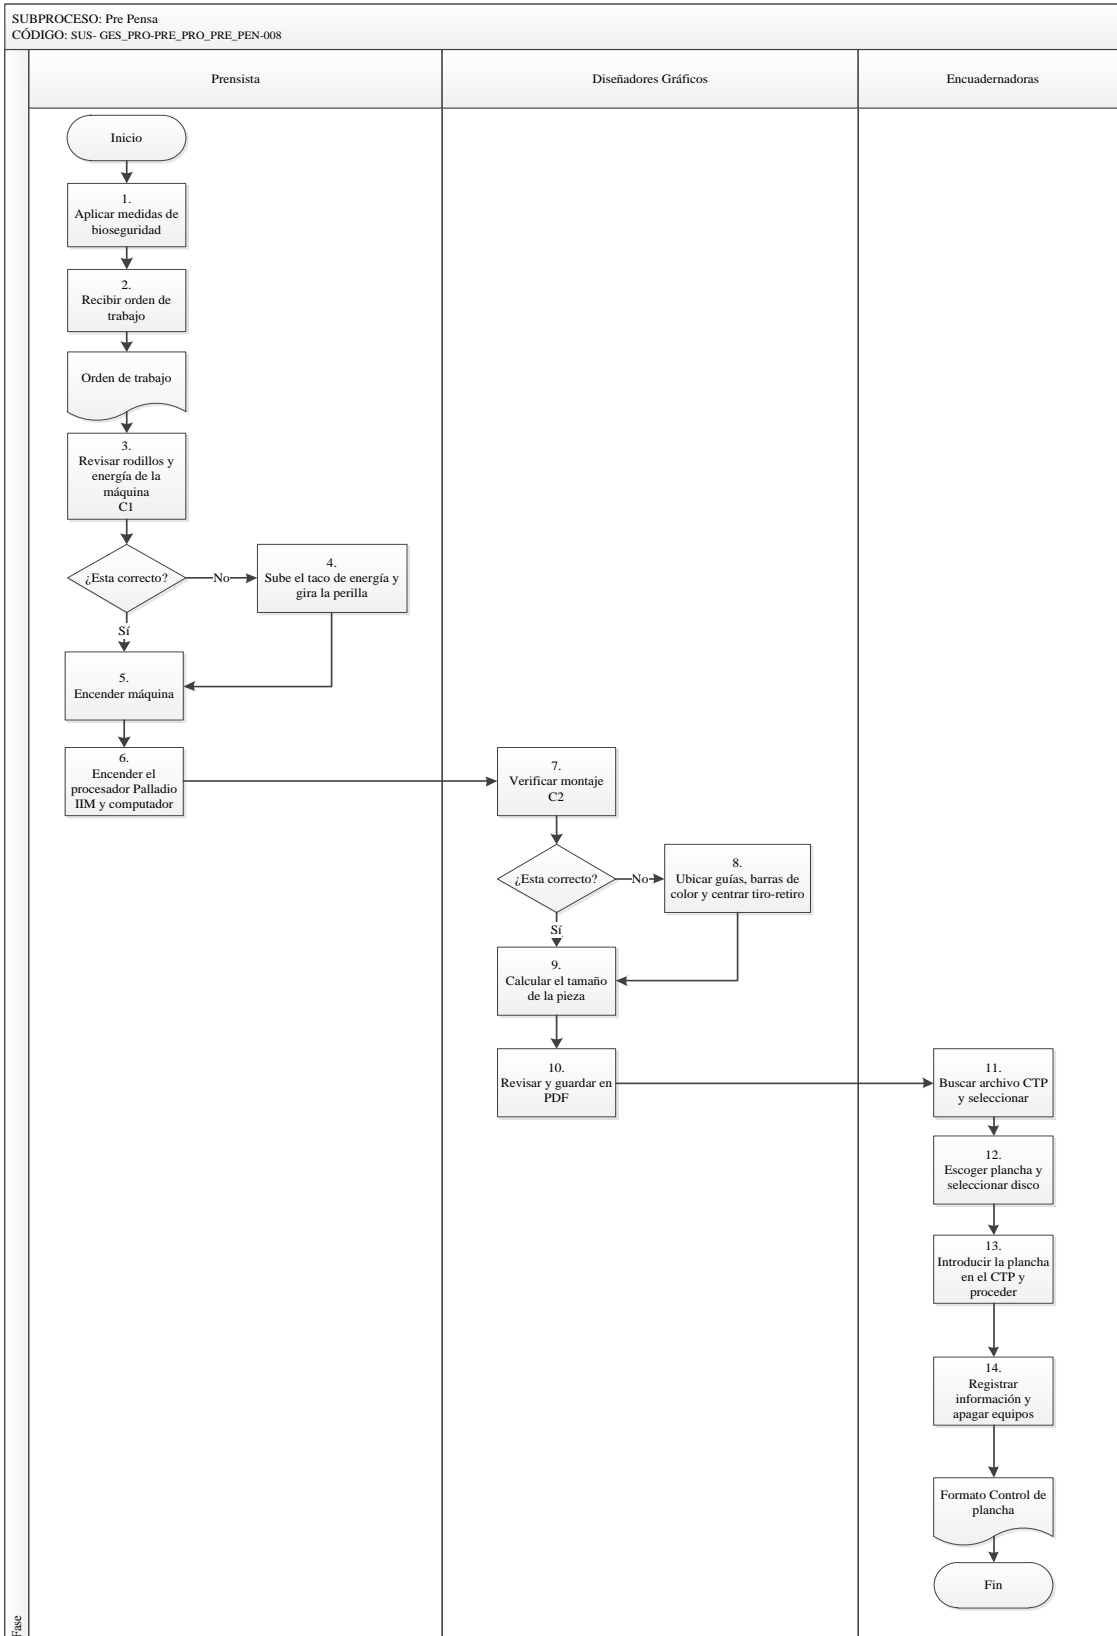 SUBPROCESO: Pre Pensa
CÓDIGO: SUS- GES_PRO-PRE_PRO_PRE_PEN-008
Prensista
Diseñadores Gráficos
Encuadernadoras
Inicio
1.
Aplicar medidas de
bioseguridad
2.
Recibir orden de
trabajo
Orden de trabajo
3.
Revisar rodillos y
energía de la
máquina
C1
¿Esta correcto?
No
4.
Sube el taco de energía y
gira la perilla
Sí
5.
Encender máquina
6.
Encender el
procesador Palladio
IIM y computador
7.
Verificar montaje
C2
¿Esta correcto?
No
8.
Ubicar guías, barras de
color y centrar tiro-retiro
Sí
9.
Calcular el tamaño
de la pieza
10.
Revisar y guardar en
PDF
11.
Buscar archivo CTP
y seleccionar
12.
Escoger plancha y
seleccionar disco
13.
Introducir la plancha
en el CTP y
proceder
14.
Registrar
información y
apagar equipos
Formato Control de
plancha
Fin
Fase